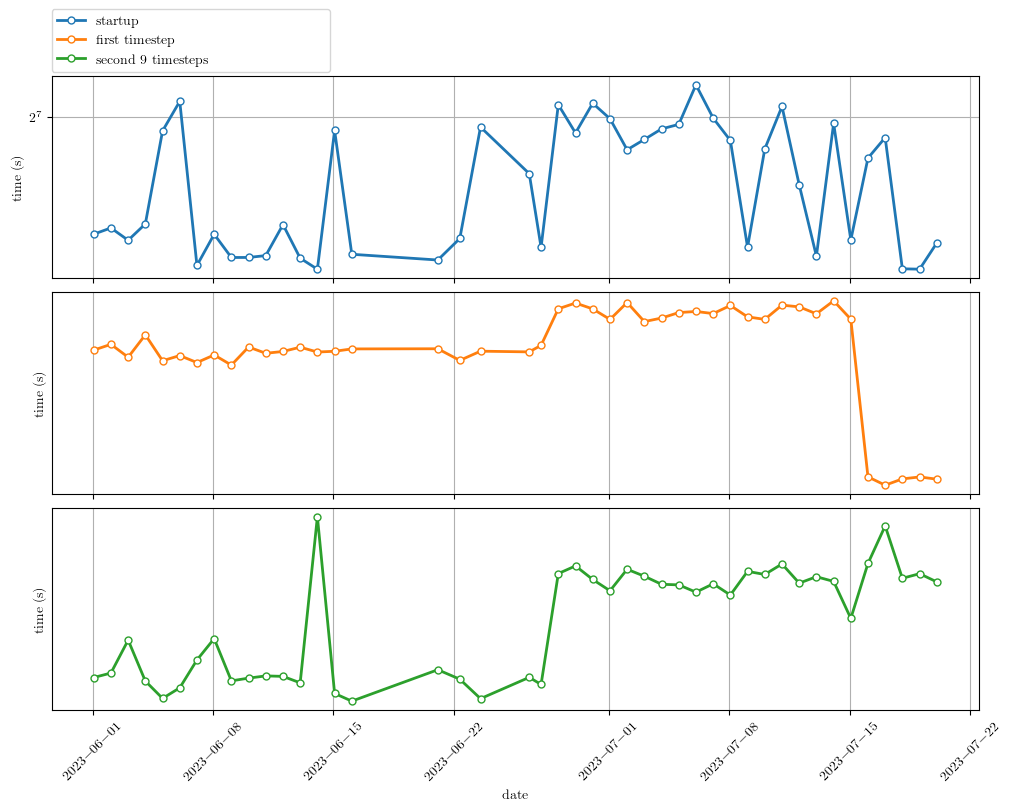 startup
first timestep
second 9 timesteps
2^7
time (s)
time (s)
time (s)
2023−06−01
2023−06−08
2023−06−15
2023−06−22
2023−07−01
2023−07−08
2023−07−15
2023−07−22
date